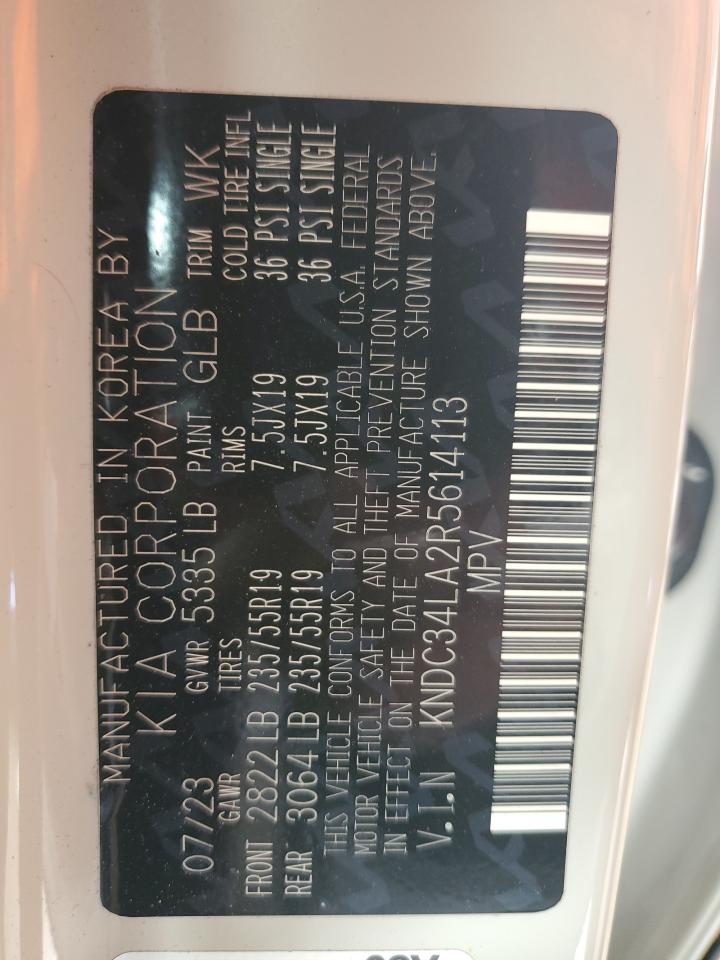 MANUFACTURED IN KOREA BY
KIA CORPORATION
07/23 GVWR 5335 LB PAINT GLB TRIM WK
GAWR TIRES RIMS COLD TIRE INFL
FRONT 2822 LB 235/55R19 7.5JX19 36 PSI SINGLE
REAR 3064 LB 235/55R19 7.5JX19 36 PSI SINGLE
THIS VEHICLE CONFORMS TO ALL APPLICABLE U.S.A. FEDERAL
MOTOR VEHICLE SAFETY AND THEFT PREVENTION STANDARDS
IN EFFECT ON THE DATE OF MANUFACTURE SHOWN ABOVE.
V.I.N KNDC34LA2R5614113
MPV